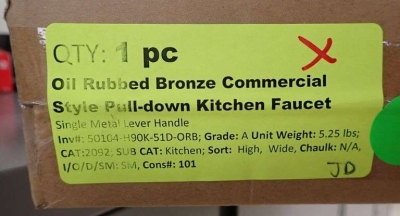 QTY: 1 pc
Oil Rubbed Bronze Commercial
Style Pull-down Kitchen Faucet
Single Metal Lever Handle
Inv#: 50104-H90K-51D-ORB; Grade: A Unit Weight: 5.25 lbs;
CAT:2092; SUB CAT: Kitchen; Sort: High, Wide, Chaulk: N/A,
I/O/D/SM: SM, Cons#: 101
JD